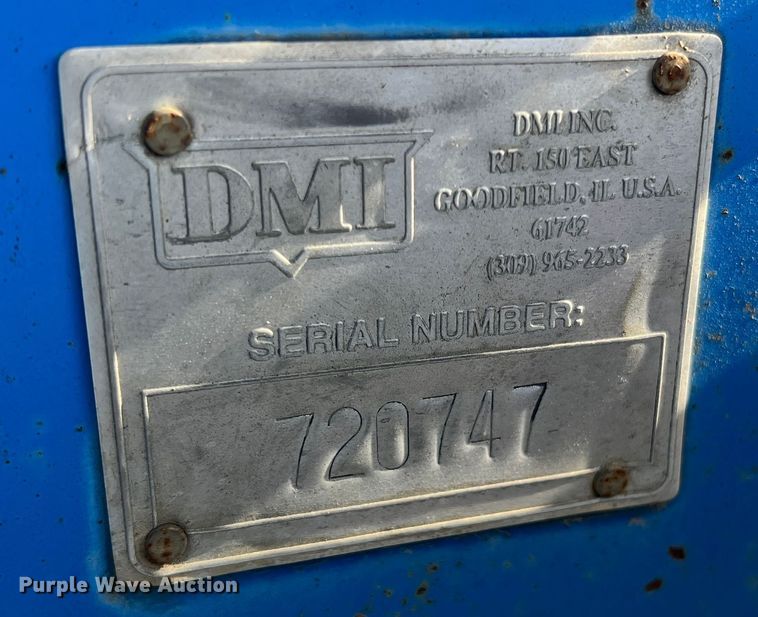 DMI
DMI INC.
RT. 150 EAST
GOODFIELD, IL U.S.A.
61742
(309) 965-2233
SERIAL NUMBER:
720747
Purple Wave Auction